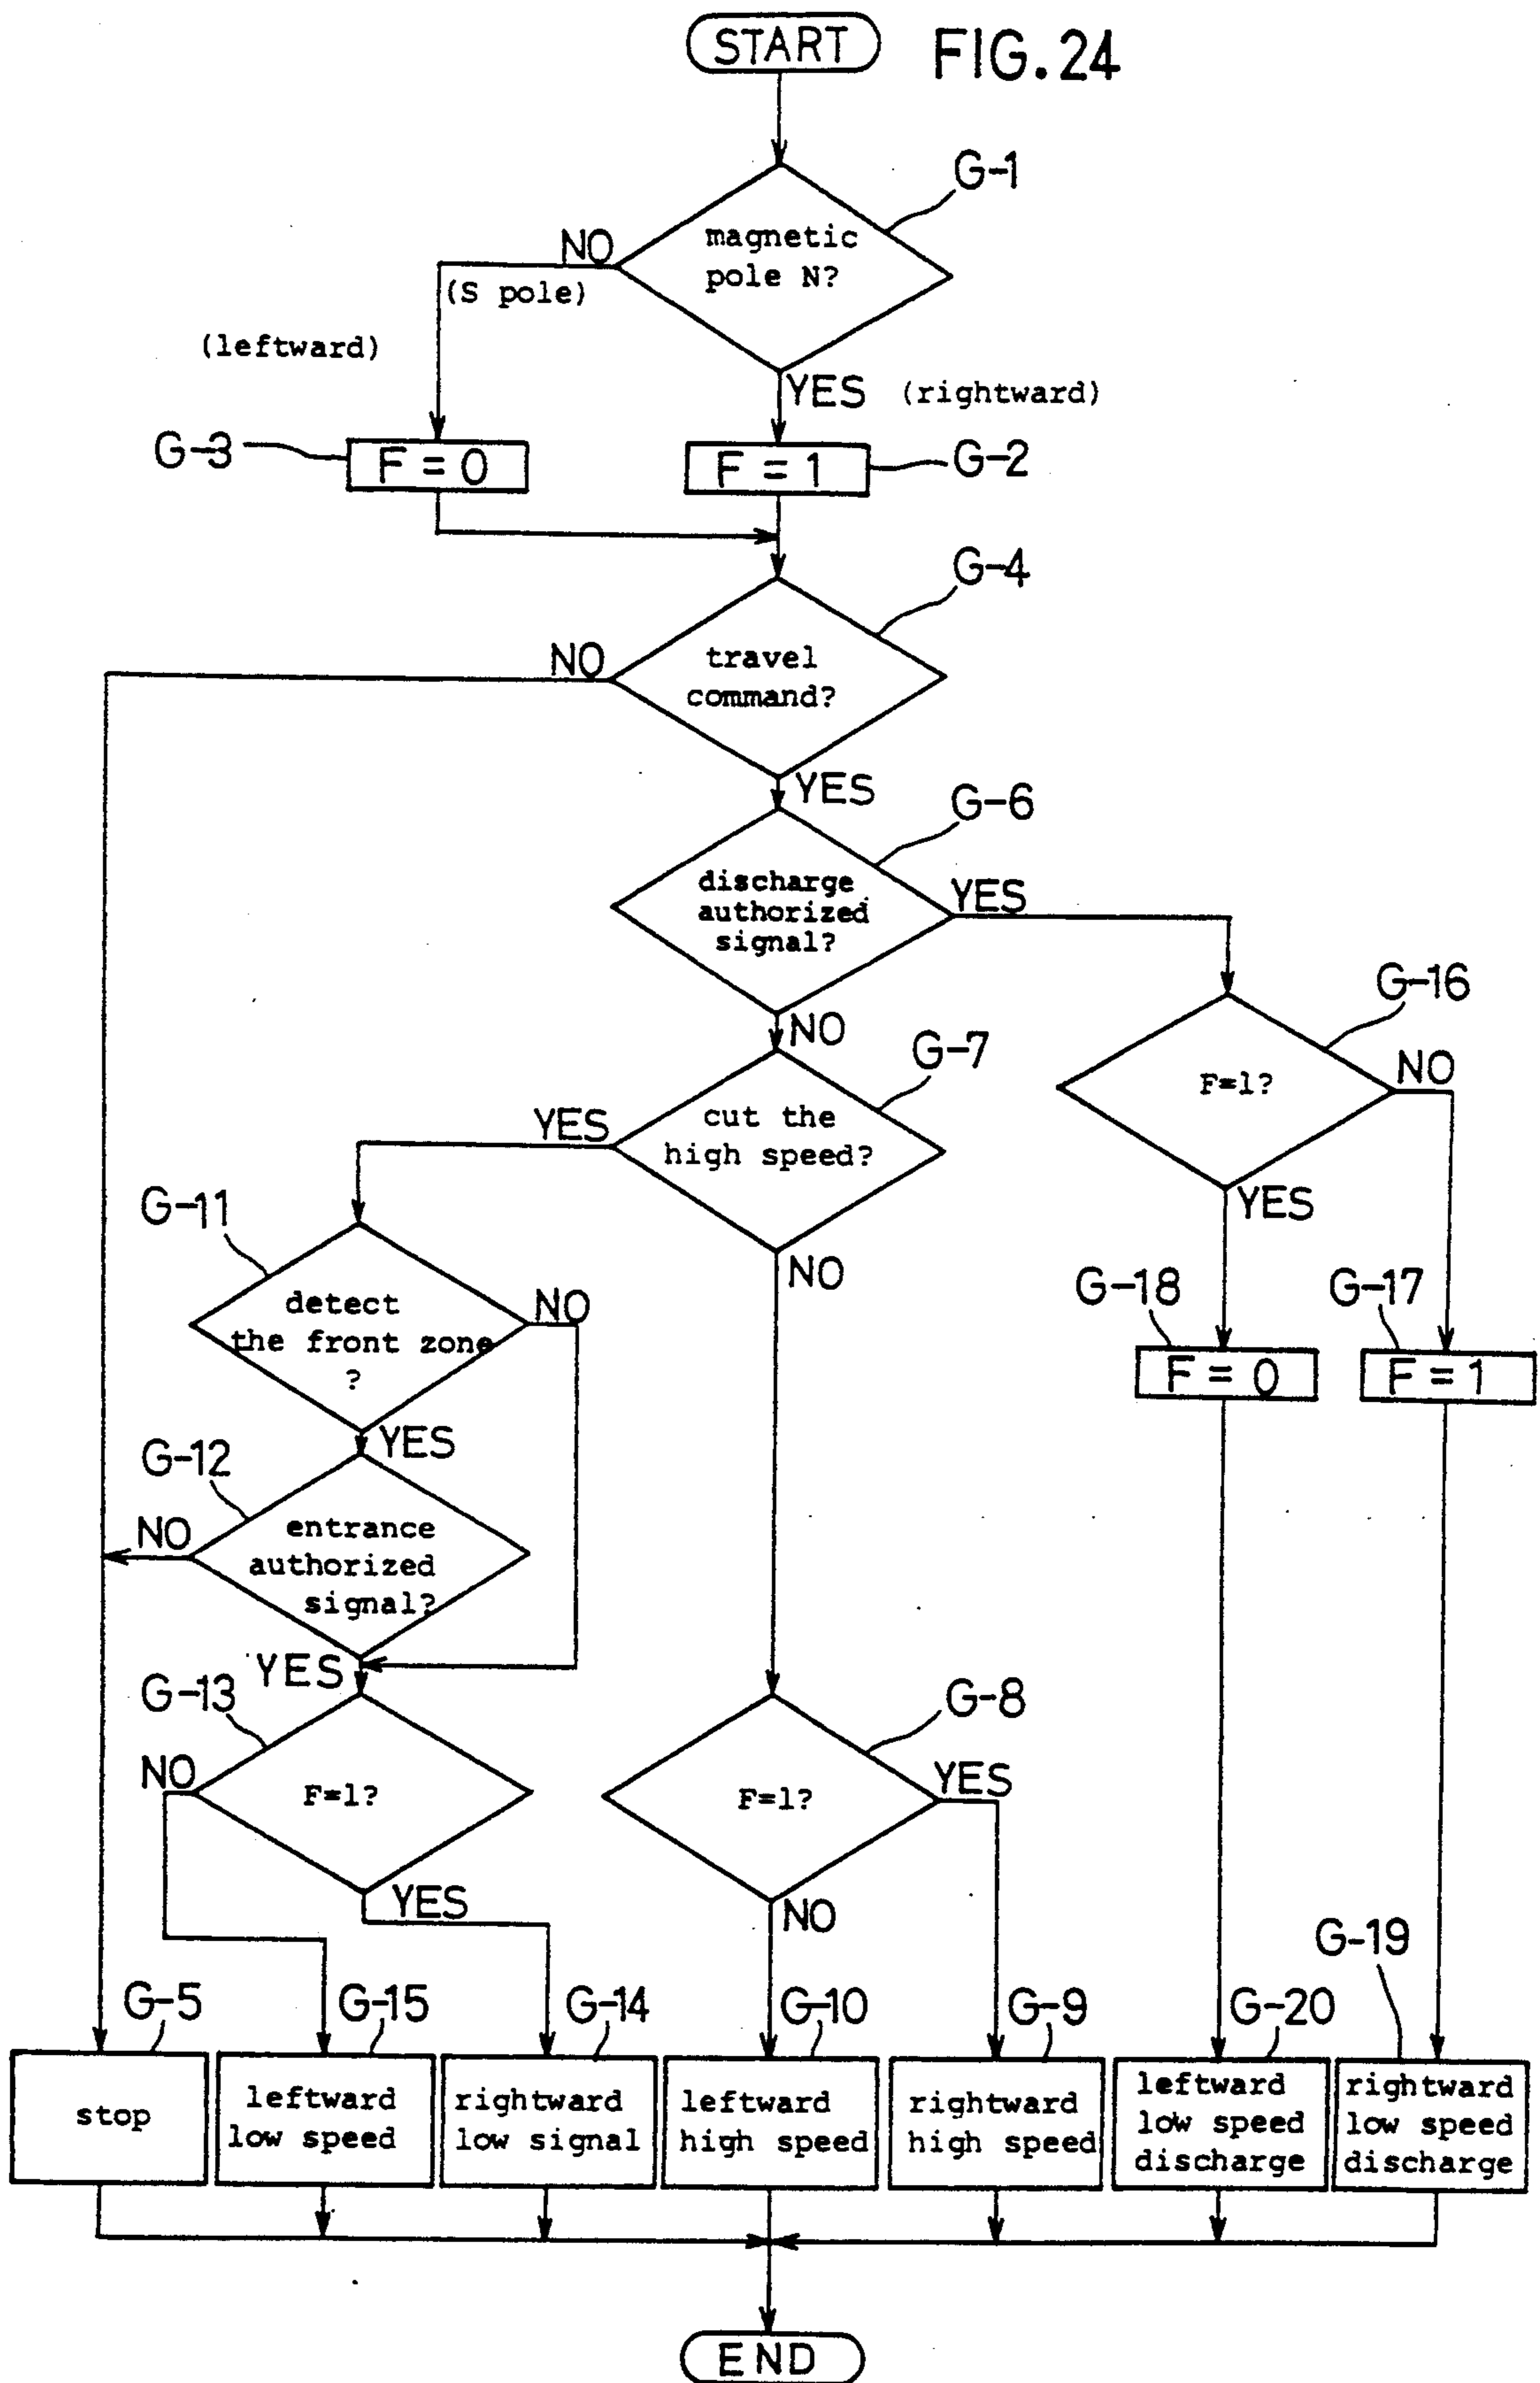 START
FIG.24
G-1
magnetic
pole N?
NO
(S pole)
(leftward)
YES (rightward)
G-3
F = 0
F = 1
G-2
G-4
travel
command?
NO
YES
G-6
discharge
authorized
signal?
YES
NO
G-16
F=1?
NO
YES
G-7
cut the
high speed?
YES
NO
G-11
detect
the front zone
?
NO
YES
G-18
F = 0
G-17
F = 1
G-12
entrance
authorized
signal?
NO
YES
G-13
F=1?
NO
YES
G-8
F=1?
YES
NO
G-5
stop
G-15
leftward
low speed
G-14
rightward
low signal
G-10
leftward
high speed
G-9
rightward
high speed
G-20
leftward
low speed
discharge
G-19
rightward
low speed
discharge
END